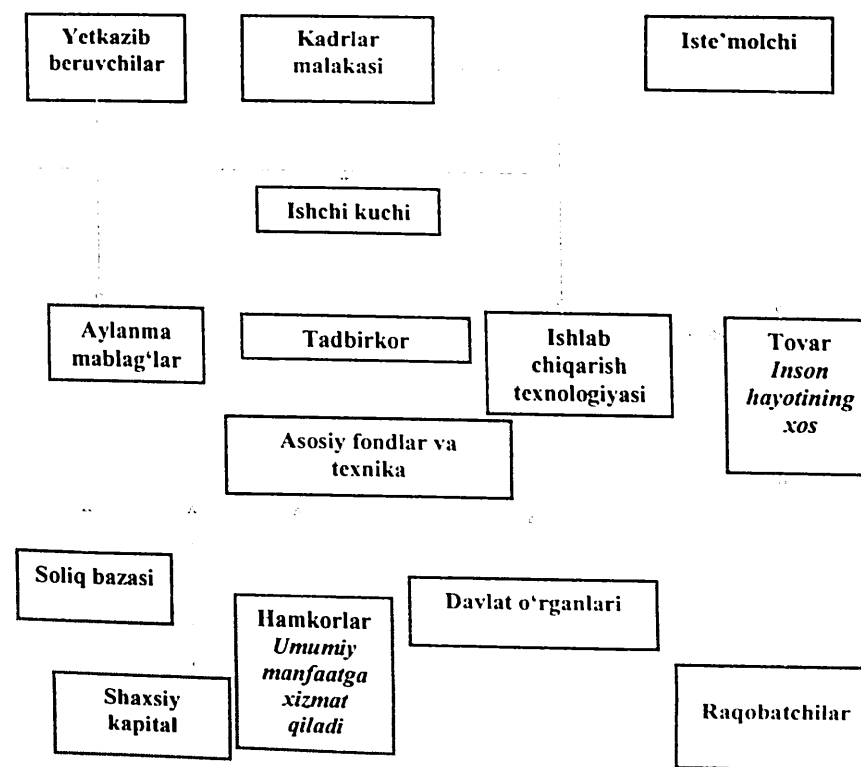 Yetkazib
beruvchilar
Kadrlar
malakasi
Iste’molchi
Ishchi kuchi
Aylanma
mablag‘lar
Tadbirkor
Ishlab
chiqarish
texnologiyasi
Tovar
Inson
hayotining
xos
Asosiy fondlar va
texnika
Soliq bazasi
Hamkorlar
Umumiy
manfaatga
xizmat
qiladi
Davlat o‘rganlari
Shaxsiy
kapital
Raqobatchilar